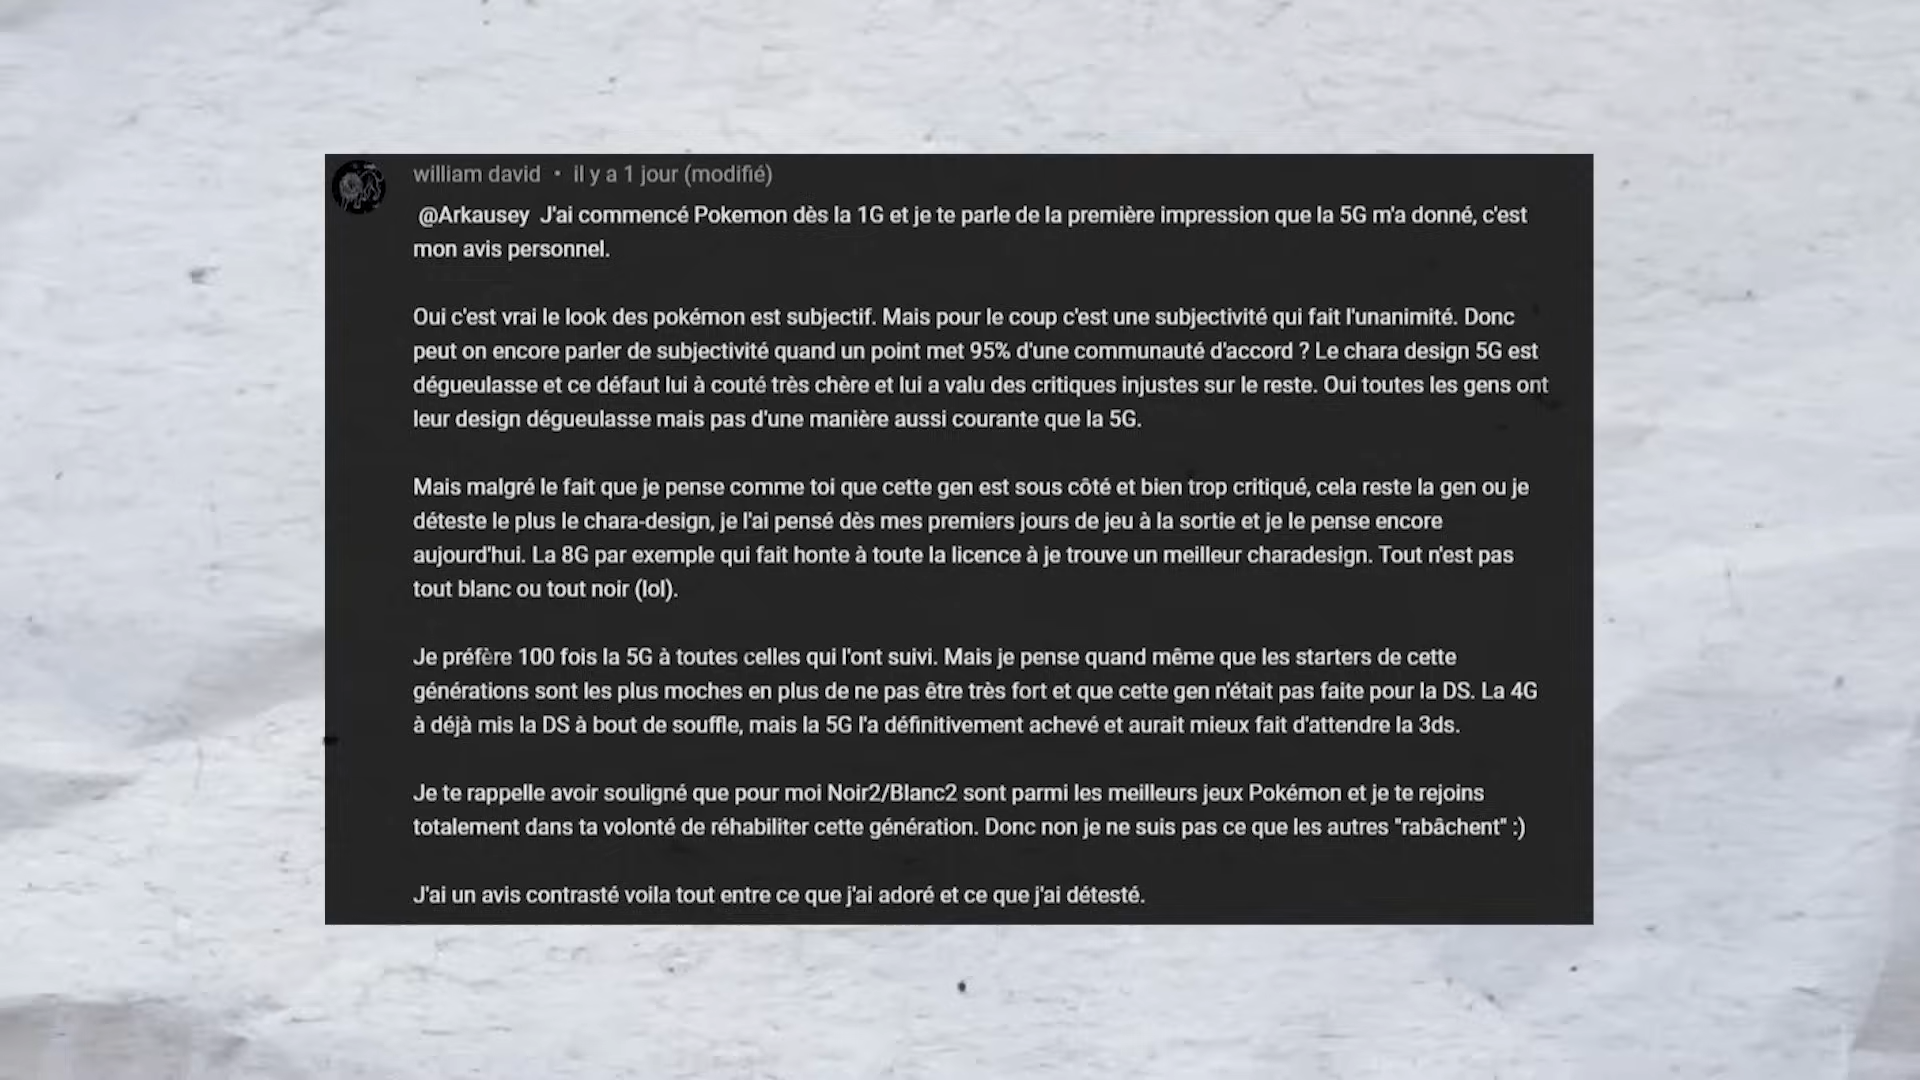 william david • il y a 1 jour (modifié)
@Arkausey J'ai commencé Pokemon dès la 1G et je te parle de la première impression que la 5G m'a donné, c'est
mon avis personnel.
Oui c'est vrai le look des pokémon est subjectif. Mais pour le coup c'est une subjectivité qui fait l'unanimité. Donc
peut on encore parler de subjectivité quand un point met 95% d'une communauté d'accord ? Le chara design 5G est
dégueulasse et ce défaut lui à couté très chère et lui a valu des critiques injustes sur le reste. Oui toutes les gens ont
leur design dégueulasse mais pas d'une manière aussi courante que la 5G.
Mais malgré le fait que je pense comme toi que cette gen est sous côté et bien trop critiqué, cela reste la gen ou je
déteste le plus le chara-design, je l'ai pensé dès mes premiers jours de jeu à la sortie et je le pense encore
aujourd'hui. La 8G par exemple qui fait honte à toute la licence à je trouve un meilleur charadesign. Tout n'est pas
tout blanc ou tout noir (lol).
Je préfère 100 fois la 5G à toutes celles qui l'ont suivi. Mais je pense quand même que les starters de cette
générations sont les plus moches en plus de ne pas être très fort et que cette gen n'était pas faite pour la DS. La 4G
à déjà mis la DS à bout de souffle, mais la 5G l'a définitivement achevé et aurait mieux fait d'attendre la 3ds.
Je te rappelle avoir souligné que pour moi Noir2/Blanc2 sont parmi les meilleurs jeux Pokémon et je te rejoins
totalement dans ta volonté de réhabiliter cette génération. Donc non je ne suis pas ce que les autres "rabâchent" :)
J'ai un avis contrasté voila tout entre ce que j'ai adoré et ce que j'ai détesté.